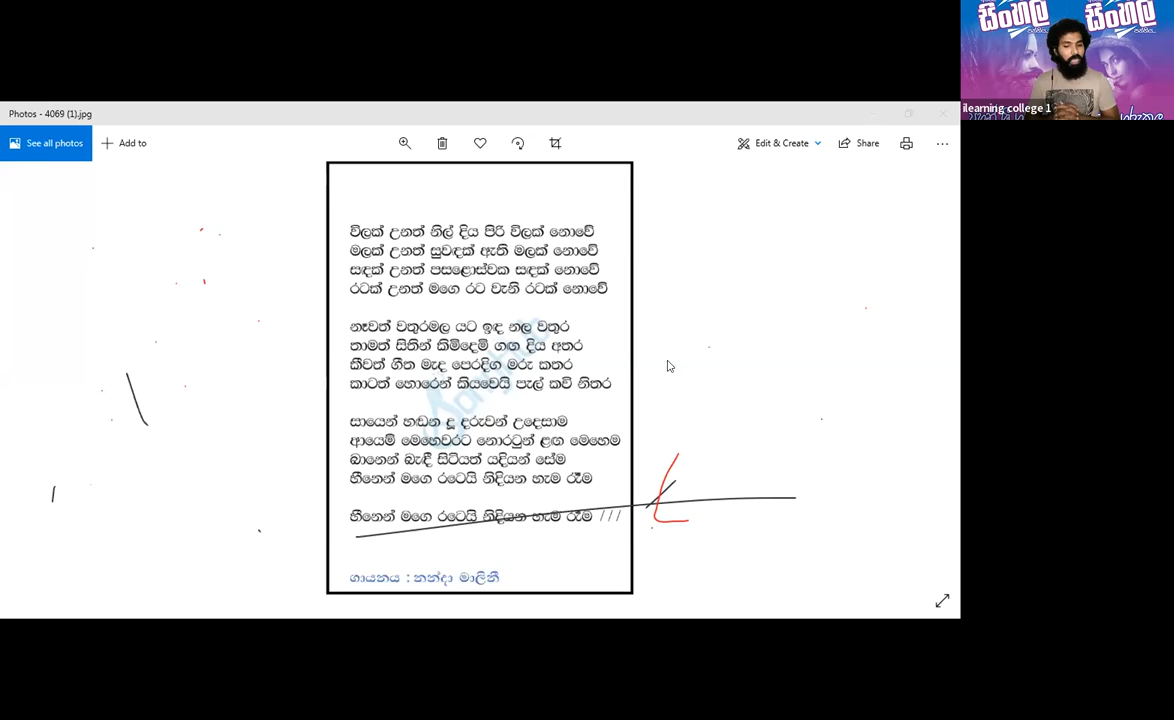 සිංහල
සිංහල
ilearning college 1
Photos - 4069 (1).jpg
See all photos
Add to
Edit & Create
Share
විලක් උනත් නිල් දිය පිරි විලක් නොවේ
මලක් උනත් සුවඳක් ඇති මලක් නොවේ
සඳක් උනත් පසළොස්වක සඳක් නොවේ
රටක් උනත් මගෙ රට වැනි රටක් නොවේ
නෑවත් වතුරමල යට ඉඳ නල වතුර
තාමත් සිතින් කිමිදෙමි ගඟ දිය අතර
කීවත් ගීත මැද පෙරදිග මරු කතර
කාටත් හොරෙන් කියවෙයි පැල් කවි නිතර
සායෙන් හඬන දූ දරුවන් උදෙසාම
ආයෙමි මෙහෙවරට නොරටුන් ළඟ මෙහෙම
බානෙන් බැඳී සිටියත් යදියන් සේම
හීනෙන් මගෙ රටෙයි නිදියන හැම රෑම
හීනෙන් මගෙ රටෙයි නිදියන හැම රෑම ///
ගායනය : නන්දා මාලිනී